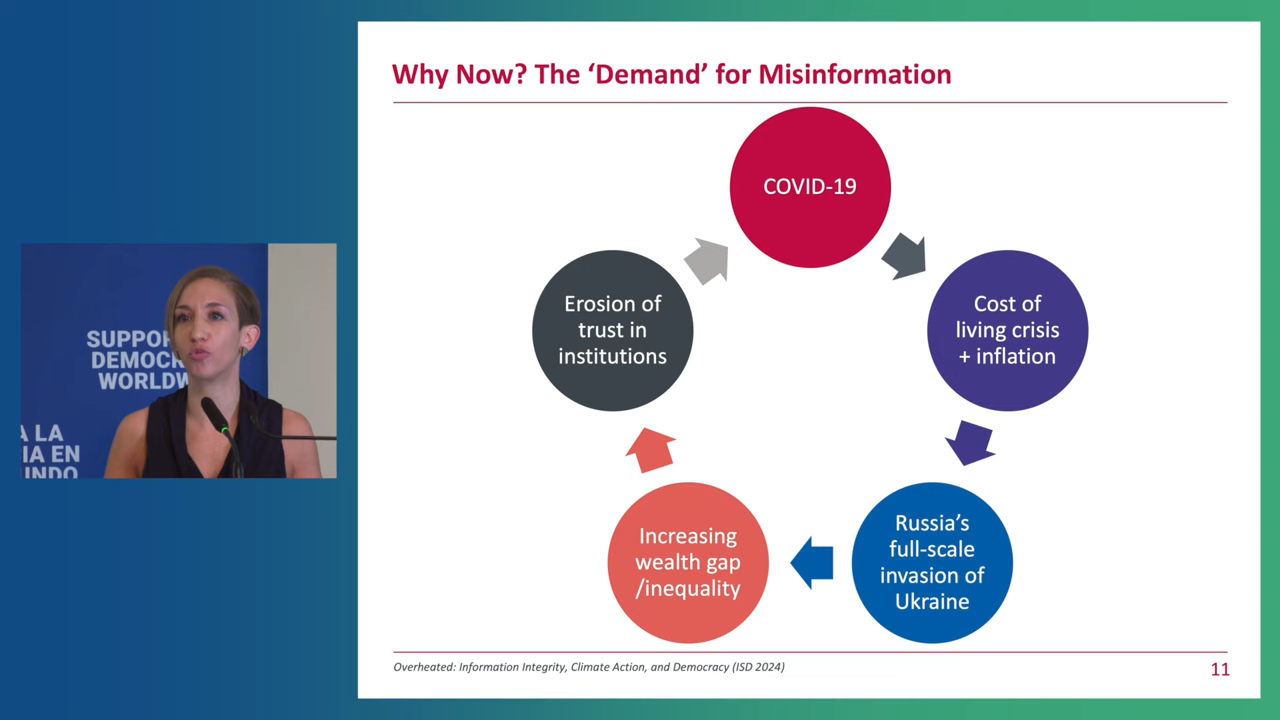 Why Now? The ‘Demand’ for Misinformation
COVID-19
Cost of
living crisis
+ inflation
Russia’s
full-scale
invasion of
Ukraine
Increasing
wealth gap
/inequality
Erosion of
trust in
institutions
SUPPO
DEMOC
WORLDW
A LA
IA EN
UNDO
Overheated: Information Integrity, Climate Action, and Democracy (ISD 2024)
11